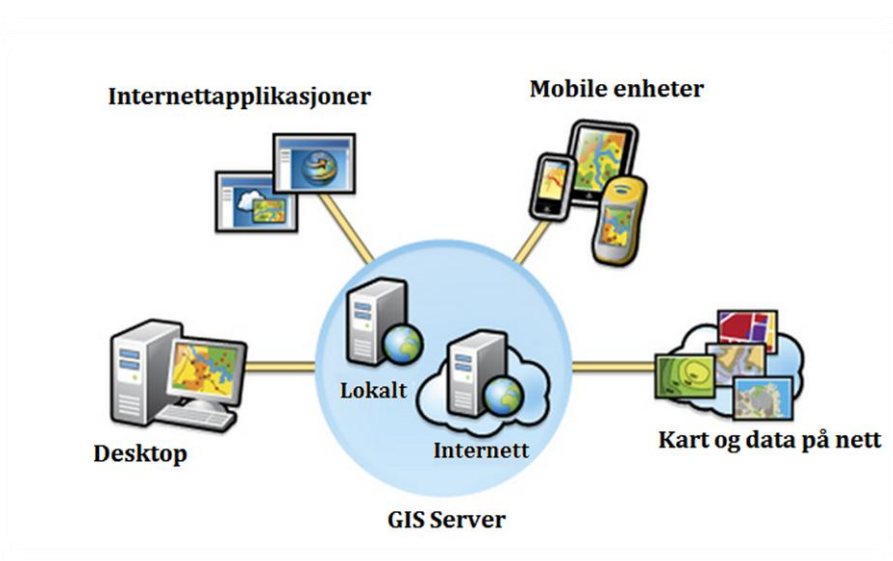 Internettapplikasjoner
Mobile enheter
Lokalt
Internett
Desktop
Kart og data på nett
GIS Server